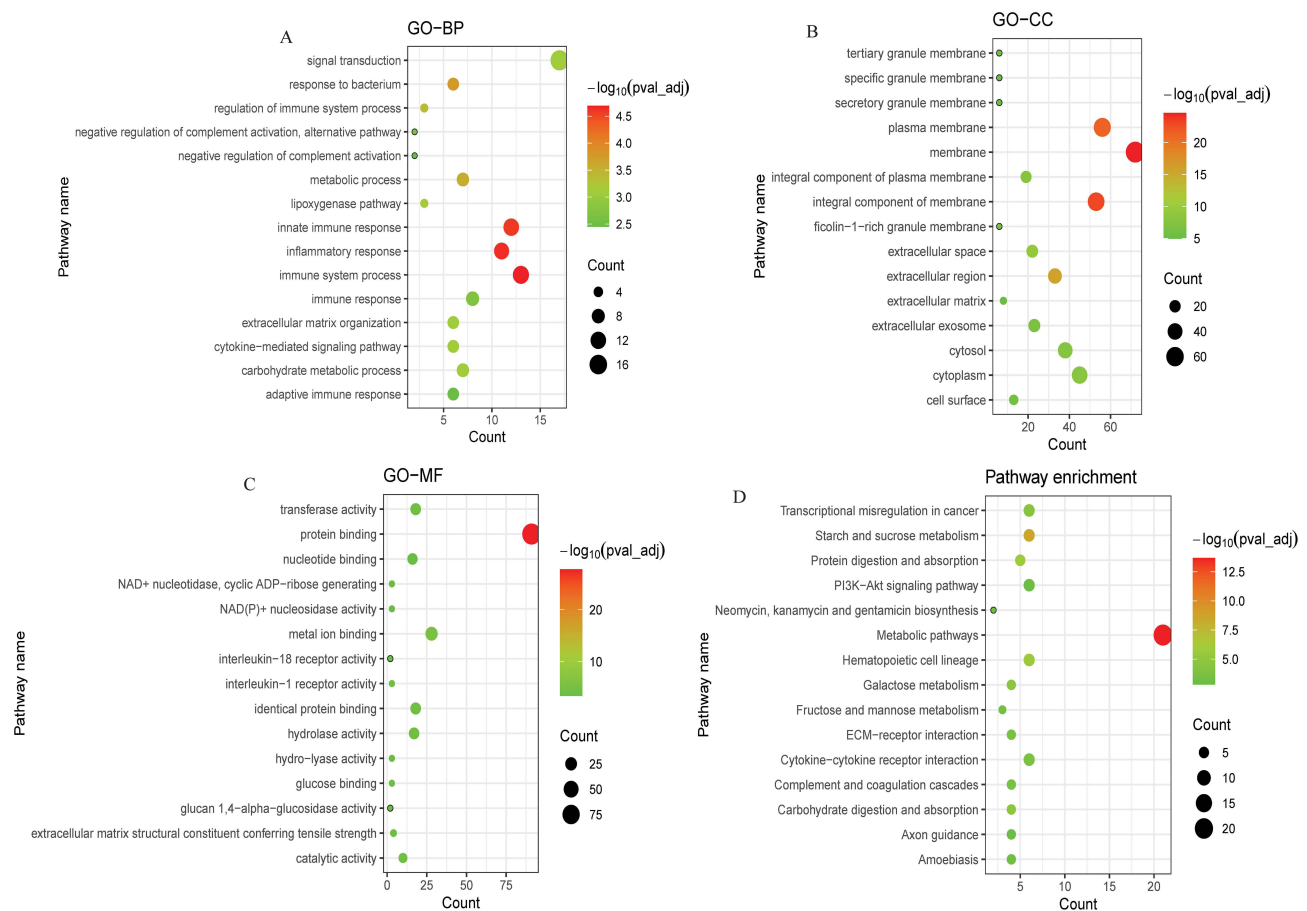 A
GO−BP
signal transduction
response to bacterium
regulation of immune system process
negative regulation of complement activation, alternative pathway
negative regulation of complement activation
metabolic process
lipoxygenase pathway
innate immune response
inflammatory response
immune system process
immune response
extracellular matrix organization
cytokine−mediated signaling pathway
carbohydrate metabolic process
adaptive immune response
Pathway name
5 10 15
Count
−log10(pval_adj)
4.5
4.0
3.5
3.0
2.5
Count
4
8
12
16
B
GO−CC
tertiary granule membrane
specific granule membrane
secretory granule membrane
plasma membrane
membrane
integral component of plasma membrane
integral component of membrane
ficolin−1−rich granule membrane
extracellular space
extracellular region
extracellular matrix
extracellular exosome
cytosol
cytoplasm
cell surface
Pathway name
20 40 60
Count
−log10(pval_adj)
20
15
10
5
Count
20
40
60
C
GO−MF
transferase activity
protein binding
nucleotide binding
NAD+ nucleotidase, cyclic ADP−ribose generating
NAD(P)+ nucleosidase activity
metal ion binding
interleukin−18 receptor activity
interleukin−1 receptor activity
identical protein binding
hydrolase activity
hydro−lyase activity
glucose binding
glucan 1,4−alpha−glucosidase activity
extracellular matrix structural constituent conferring tensile strength
catalytic activity
Pathway name
0 25 50 75
Count
−log10(pval_adj)
20
10
Count
25
50
75
D
Pathway enrichment
Transcriptional misregulation in cancer
Starch and sucrose metabolism
Protein digestion and absorption
PI3K−Akt signaling pathway
Neomycin, kanamycin and gentamicin biosynthesis
Metabolic pathways
Hematopoietic cell lineage
Galactose metabolism
Fructose and mannose metabolism
ECM−receptor interaction
Cytokine−cytokine receptor interaction
Complement and coagulation cascades
Carbohydrate digestion and absorption
Axon guidance
Amoebiasis
Pathway name
5 10 15 20
Count
−log10(pval_adj)
12.5
10.0
7.5
5.0
Count
5
10
15
20